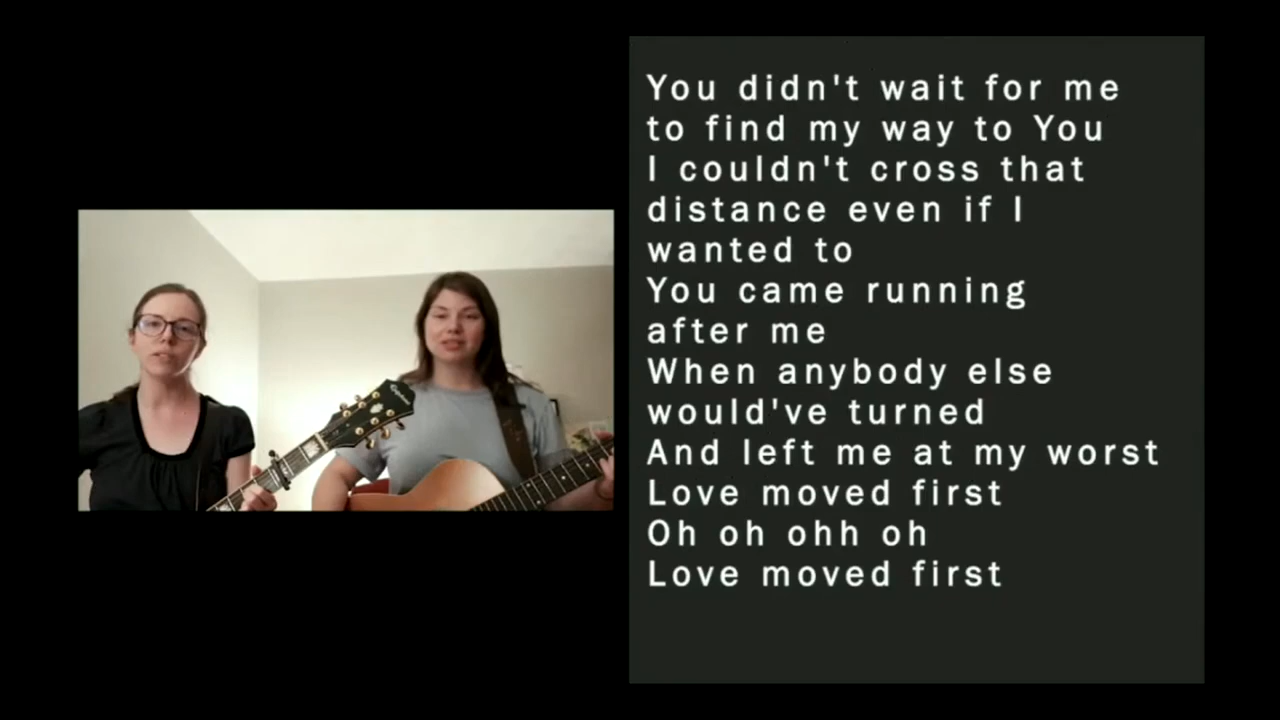 You didn't wait for me
to find my way to You
I couldn't cross that
distance even if I
wanted to
You came running
after me
When anybody else
would've turned
And left me at my worst
Love moved first
Oh oh ohh oh
Love moved first